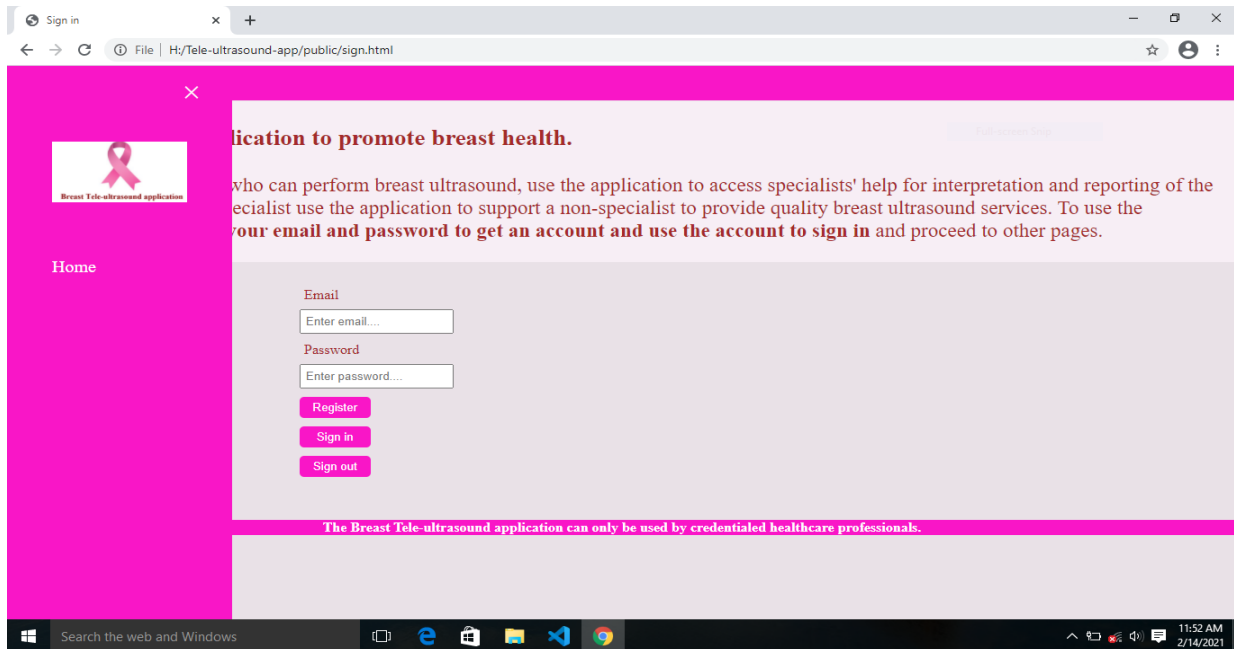 Sign in
File | H:/Tele-ultrasound-app/public/sign.html
Breast Tele-ultrasound application
Home
lication to promote breast health.
who can perform breast ultrasound, use the application to access specialists' help for interpretation and reporting of the
ecialist use the application to support a non-specialist to provide quality breast ultrasound services. To use the
your email and password to get an account and use the account to sign in and proceed to other pages.
Email
Enter email....
Password
Enter password....
Register
Sign in
Sign out
The Breast Tele-ultrasound application can only be used by credentialed healthcare professionals.
Search the web and Windows
11:52 AM
2/14/2021